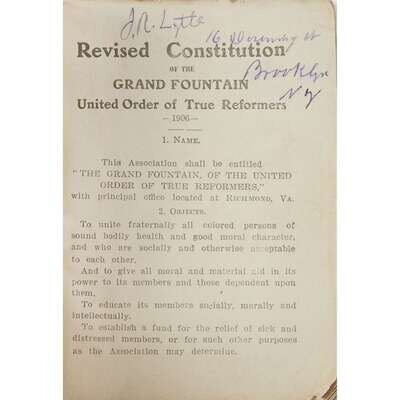 J. R. Lytte
16 Downing st
Brooklyn
NY
Revised Constitution
OF THE
GRAND FOUNTAIN
United Order of True Reformers
—1906—
1. NAME.
This Association shall be entitled
"THE GRAND FOUNTAIN, OF THE UNITED
ORDER OF TRUE REFORMERS,"
with principal office located at RICHMOND, VA.
2. OBJECTS.
To unite fraternally all colored persons of
sound bodily health and good moral character,
and who are socially and otherwise acceptable
to each other.
And to give all moral and material aid in its
power to its members and those dependent upon
them.
To educate its members socially, morally and
intellectually.
To establish a fund for the relief of sick and
distressed members, or for such other purposes
as the Association may determine.